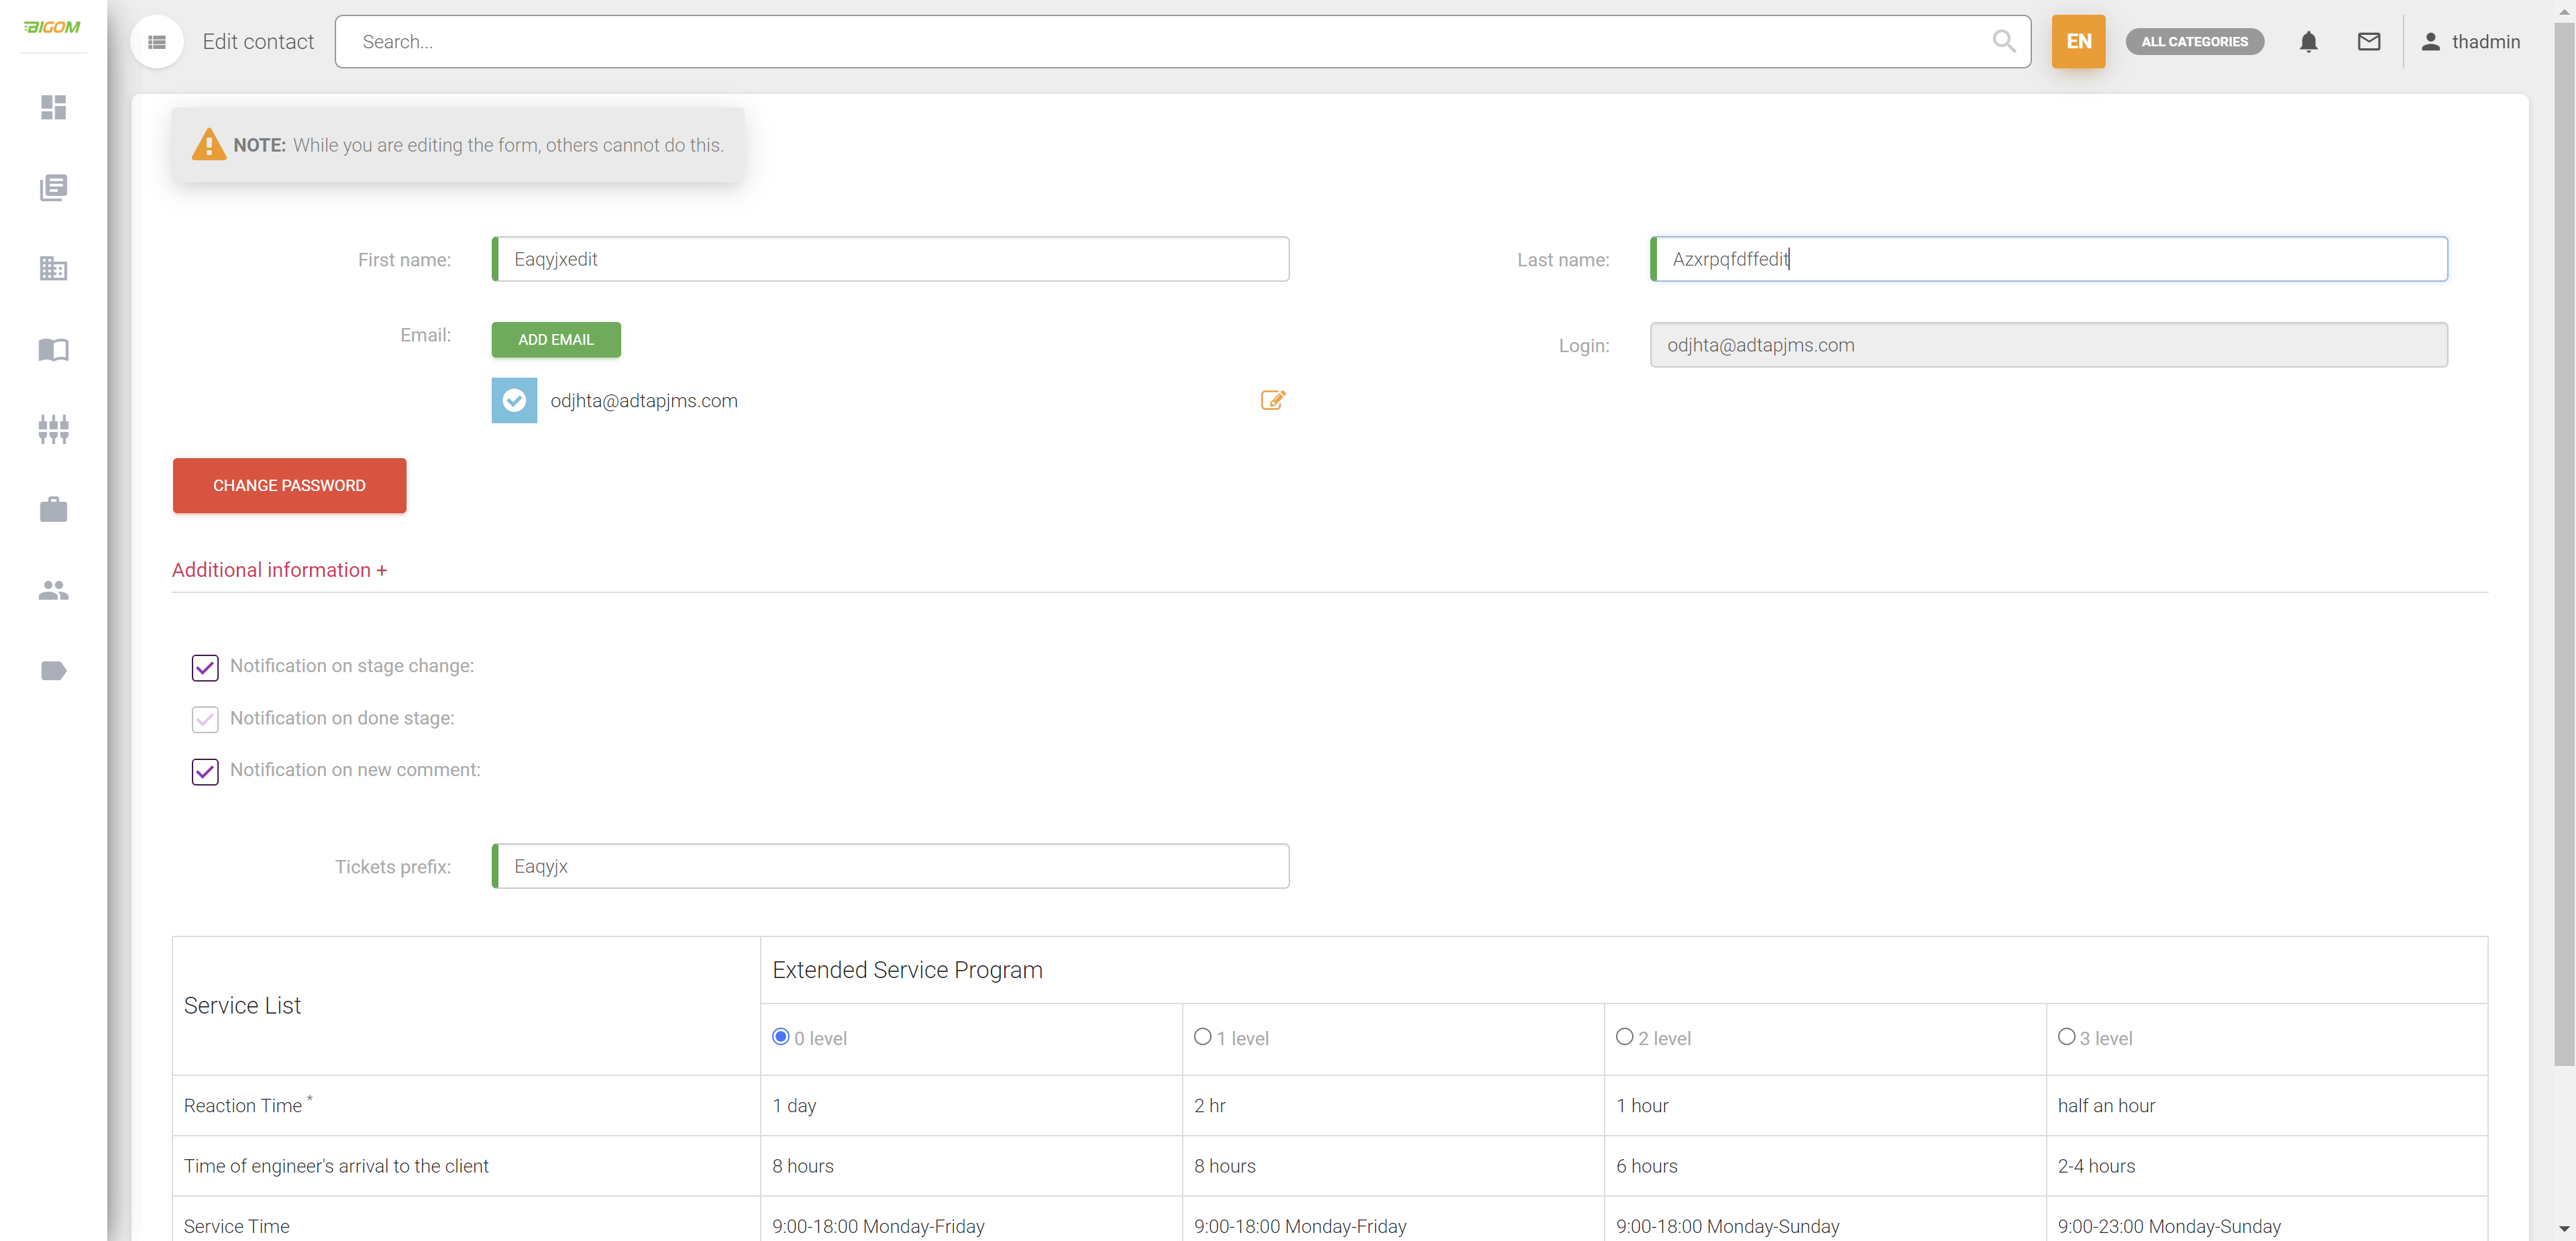 BIGOM
Edit contact
Search...
EN
ALL CATEGORIES
thadmin
NOTE: While you are editing the form, others cannot do this.
First name:
Eaqyjxedit
Last name:
Azxrpqfdffedit
Email:
ADD EMAIL
Login:
odjhta@adtapjms.com
odjhta@adtapjms.com
CHANGE PASSWORD
Additional information +
Notification on stage change:
Notification on done stage:
Notification on new comment:
Tickets prefix:
Eaqyjx
Service List
Extended Service Program
0 level
1 level
2 level
3 level
Reaction Time *
1 day
2 hr
1 hour
half an hour
Time of engineer's arrival to the client
8 hours
8 hours
6 hours
2-4 hours
Service Time
9:00-18:00 Monday-Friday
9:00-18:00 Monday-Friday
9:00-18:00 Monday-Sunday
9:00-23:00 Monday-Sunday